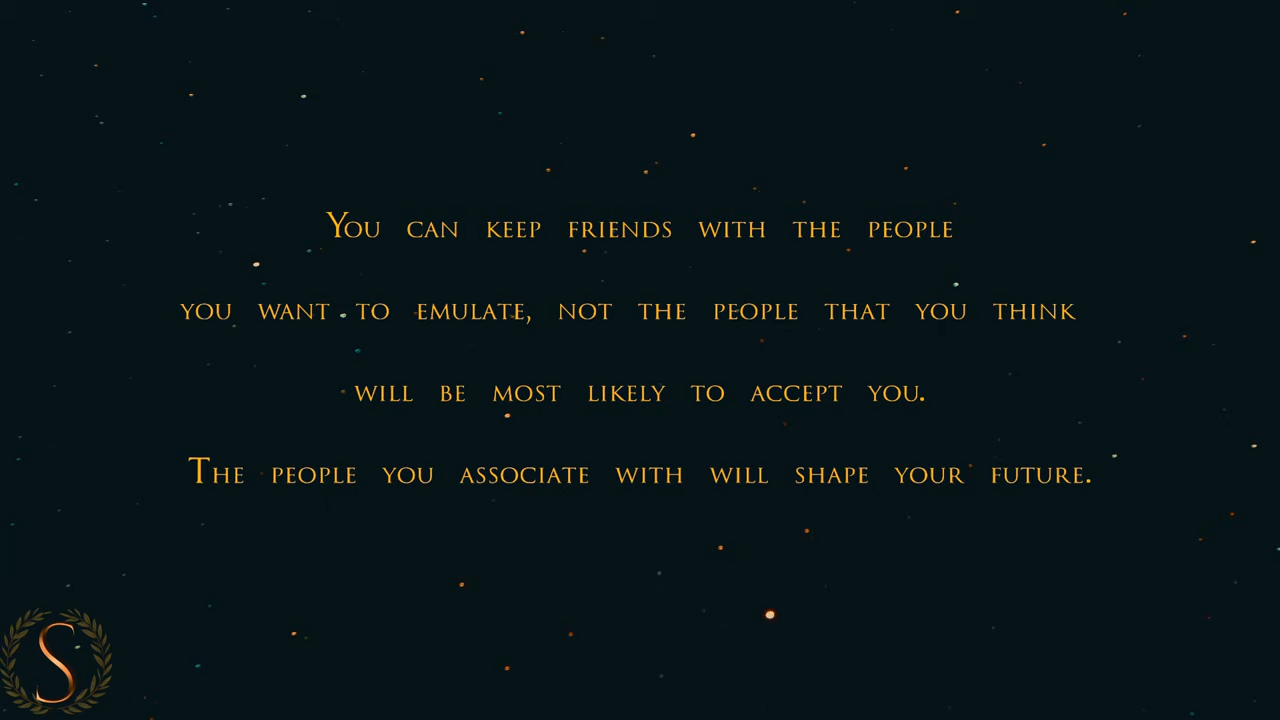 You can keep friends with the people
you want to emulate, not the people that you think
will be most likely to accept you.
The people you associate with will shape your future.
S